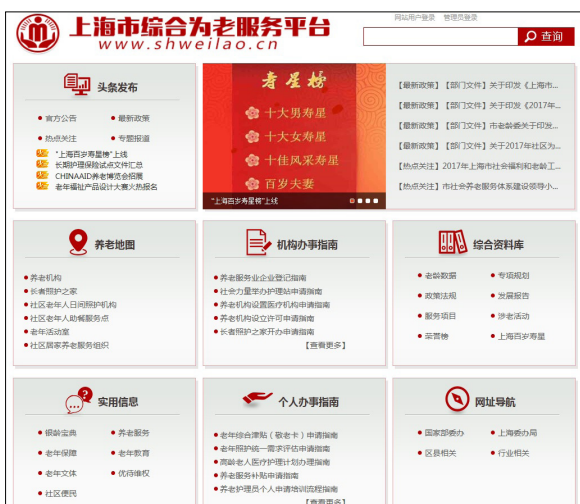 网站用户登录 管理员登录
上海市综合为老服务平台
www.shweilao.cn
查询
头条发布
官方公告
最新政策
热点关注
专题报道
"上海百岁寿星榜"上线
长期护理保险试点文件汇总
CHINAAID养老博览会招展
老年福祉产品设计大赛火热报名
寿星榜
十大男寿星
十大女寿星
十佳风采寿星
百岁夫妻
"上海百岁寿星榜"上线
【最新政策】【部门文件】关于印发《上海市...
【最新政策】【部门文件】关于印发《2017年...
【最新政策】【部门文件】市老龄委关于印发...
【最新政策】【部门文件】关于2017年社区为...
【热点关注】2017年上海市社会福利和老龄工...
【热点关注】市社会养老服务体系建设领导小...
养老地图
养老机构
长者照护之家
社区老年人日间照护机构
社区老年人助餐服务点
老年活动室
社区居家养老服务组织
机构办事指南
养老服务业企业登记指南
社会力量举办护理站申请指南
养老机构设置医疗机构申请指南
养老机构设立许可申请指南
长者照护之家开办申请指南
【查看更多】
综合资料库
老龄数据
专项规划
政策法规
发展报告
服务项目
涉老活动
荣誉榜
上海百岁寿星
实用信息
银龄宝典
养老服务
老年保障
老年教育
老年文体
优待维权
社区便民
个人办事指南
老年综合津贴（敬老卡）申请指南
老年照护统一需求评估申请指南
高龄老人医疗护理计划办理指南
养老服务补贴申请指南
养老护理员个人申请培训流程指南
【查看更多】
网址导航
国家部委办
上海委办局
区县相关
行业相关